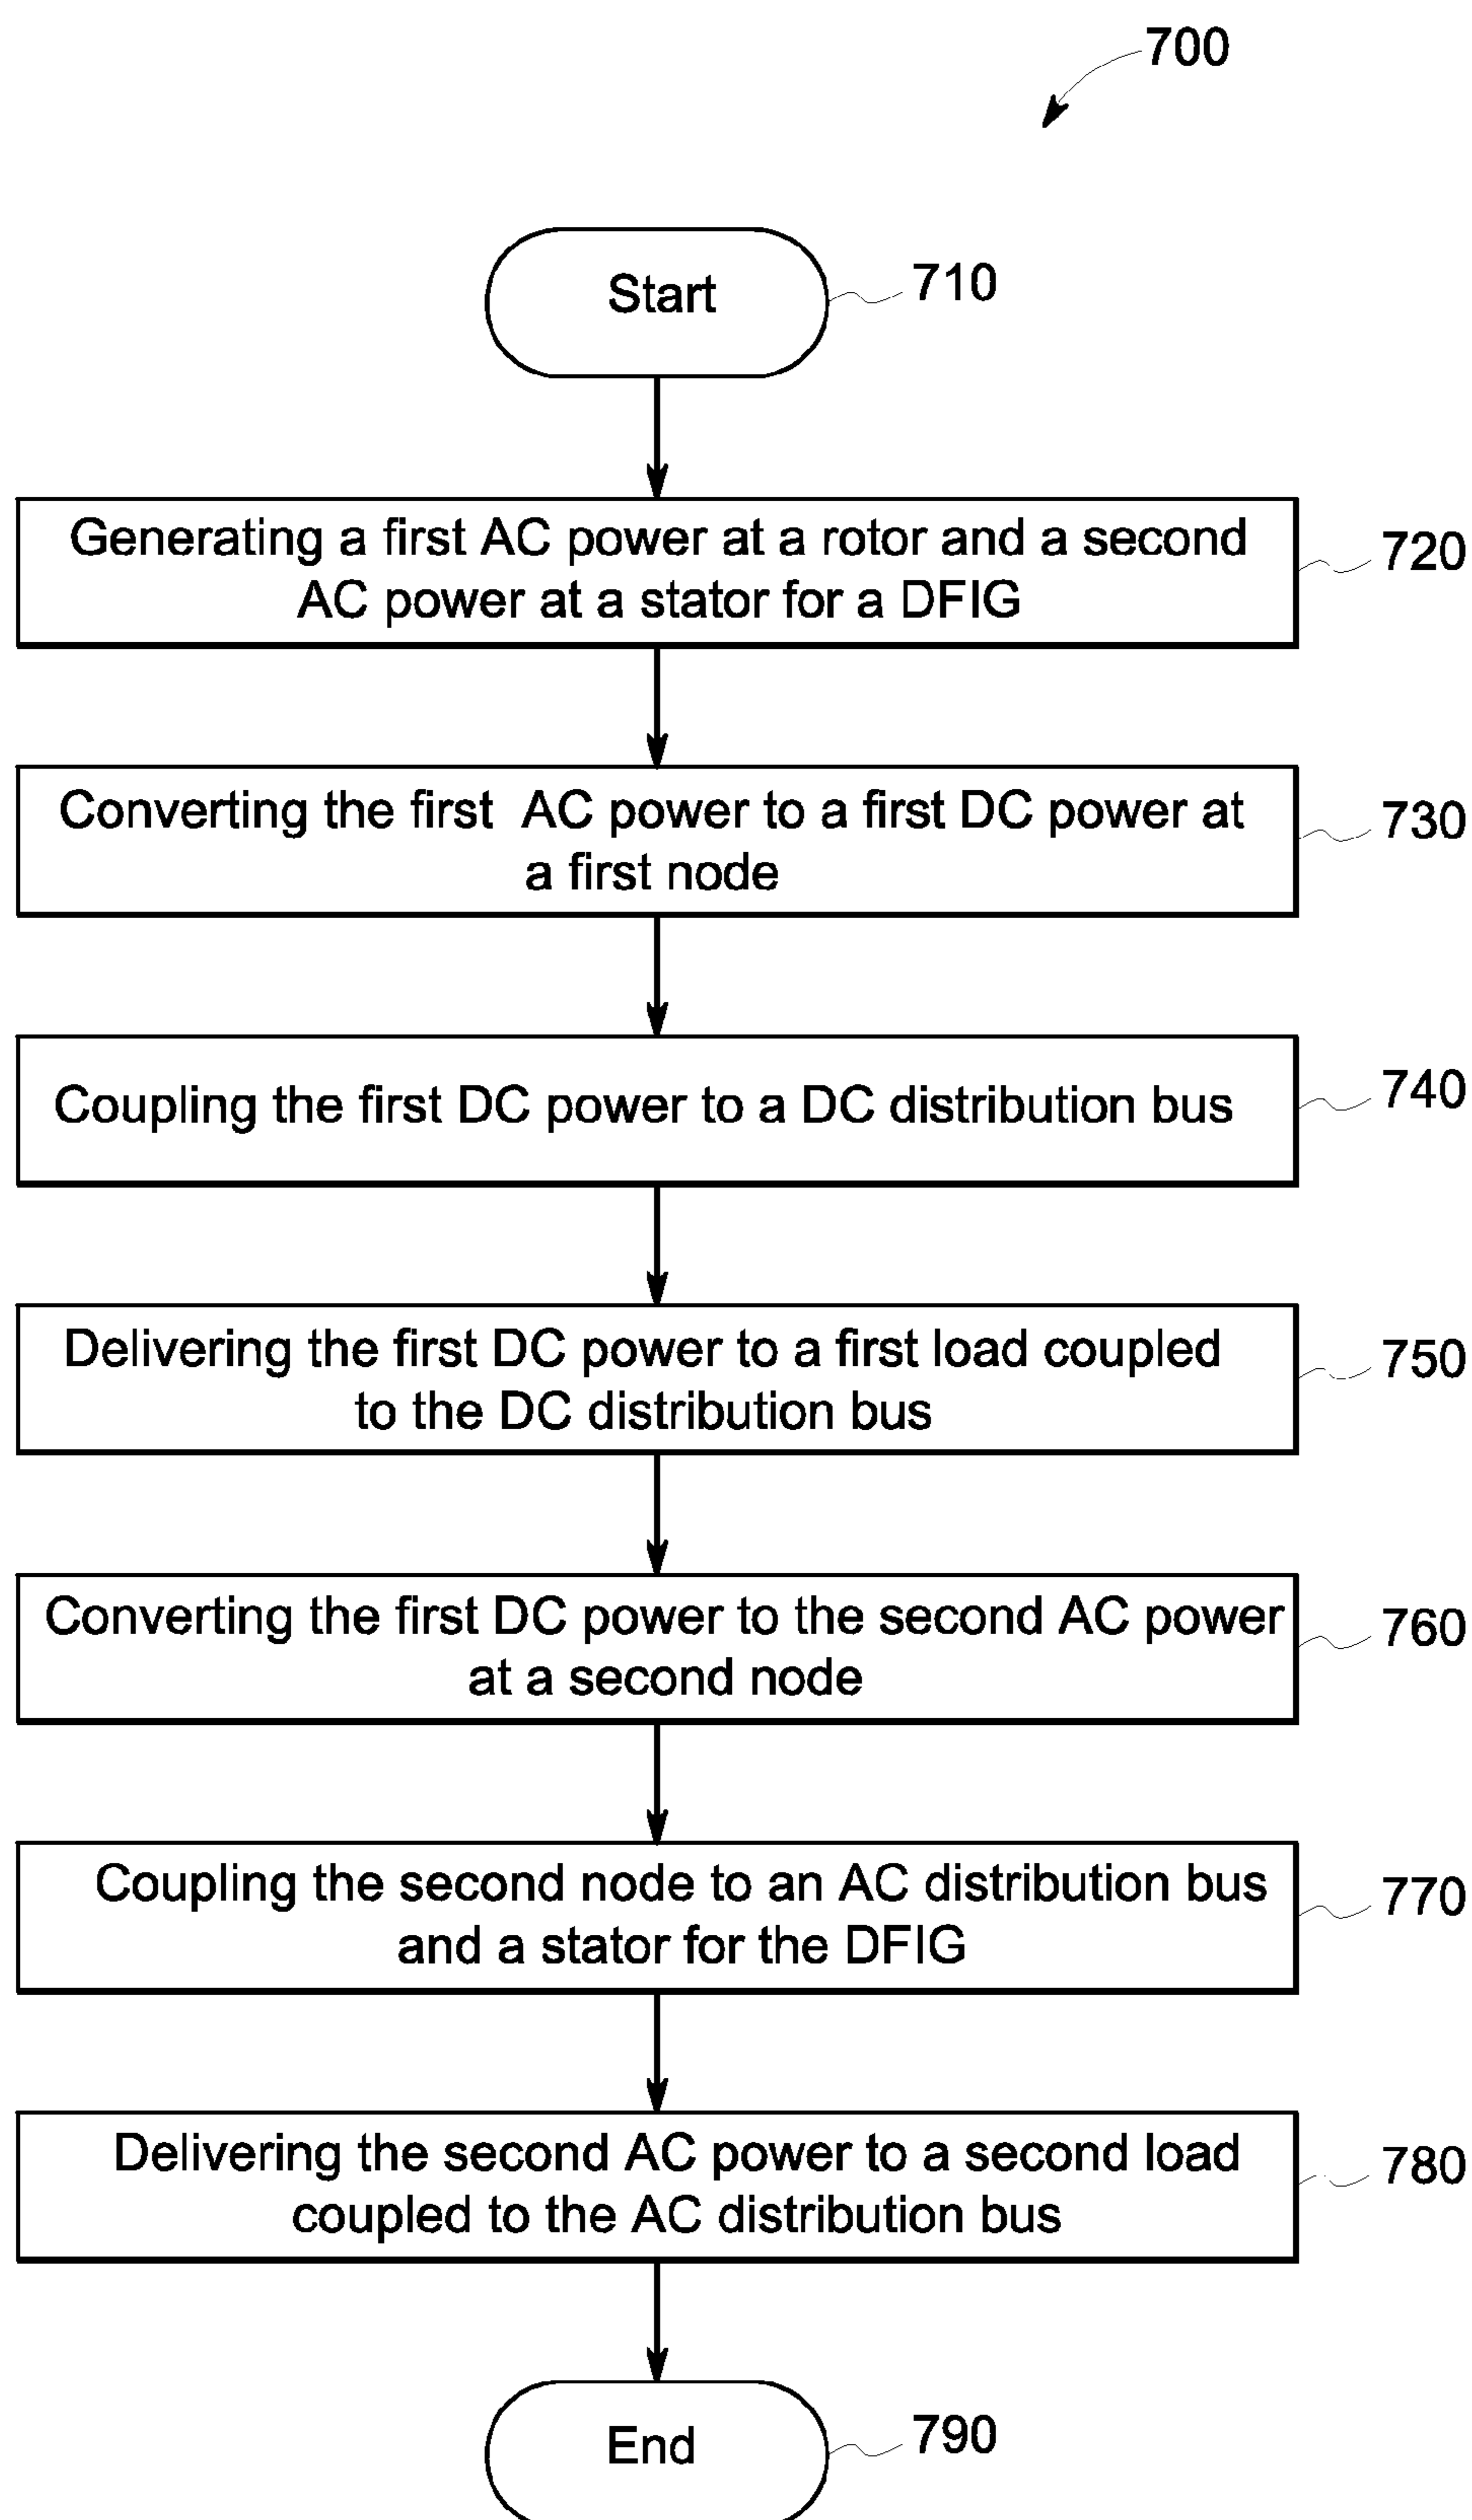 700
Start
710
Generating a first AC power at a rotor and a second
AC power at a stator for a DFIG
720
Converting the first AC power to a first DC power at
a first node
730
Coupling the first DC power to a DC distribution bus
740
Delivering the first DC power to a first load coupled
to the DC distribution bus
750
Converting the first DC power to the second AC power
at a second node
760
Coupling the second node to an AC distribution bus
and a stator for the DFIG
770
Delivering the second AC power to a second load
coupled to the AC distribution bus
780
End
790